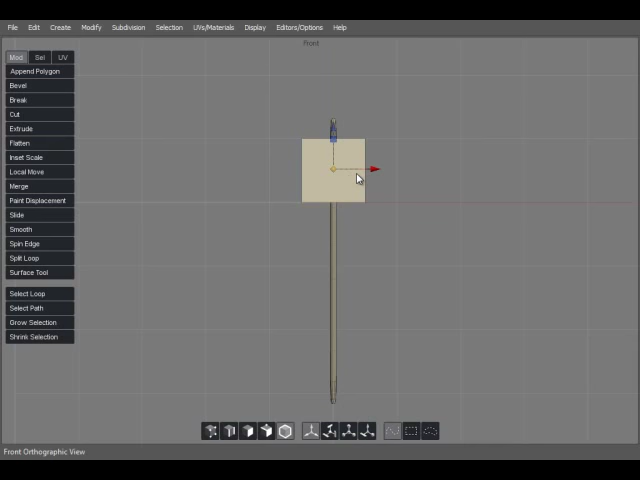 File Edit Create Modify Subdivision Selection UVs/Materials Display Editors/Options Help
Front
Mod Sel UV
Append Polygon
Bevel
Break
Cut
Extrude
Flatten
Inset Scale
Local Move
Merge
Paint Displacement
Slide
Smooth
Spin Edge
Split Loop
Surface Tool
Select Loop
Select Path
Grow Selection
Shrink Selection
Front Orthographic View